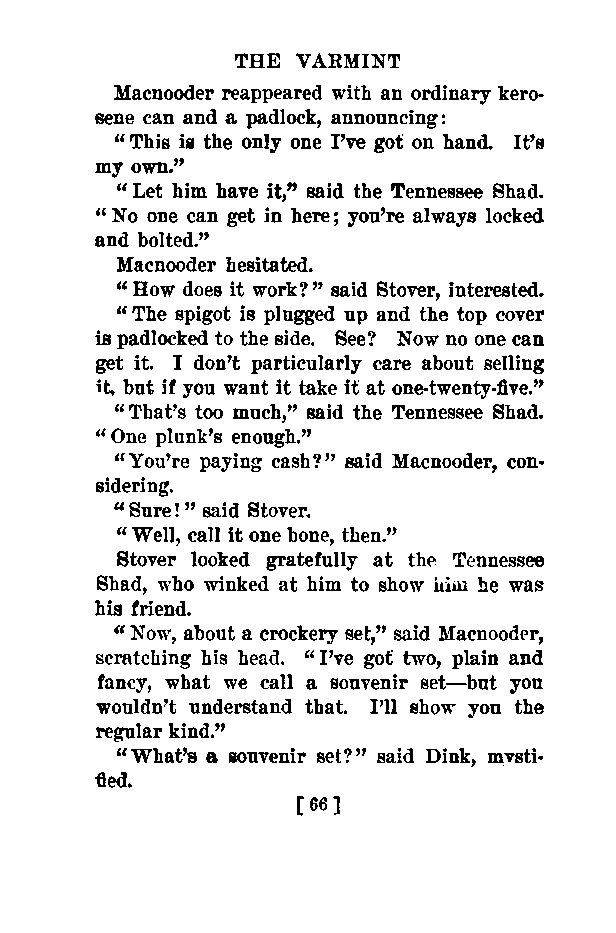 THE VARMINT
Macnooder reappeared with an ordinary kero-
sene can and a padlock, announcing:
"This is the only one I've got on hand. It's
my own."
"Let him have it," said the Tennessee Shad.
"No one can get in here; you're always locked
and bolted."
Macnooder hesitated.
"How does it work?" said Stover, interested.
"The spigot is plugged up and the top cover
is padlocked to the side. See? Now no one can
get it. I don't particularly care about selling
it, but if you want it take it at one-twenty-five."
"That's too much," said the Tennessee Shad.
"One plunk's enough."
"You're paying cash?" said Macnooder, con-
sidering.
"Sure!" said Stover.
"Well, call it one bone, then."
Stover looked gratefully at the Tennessee
Shad, who winked at him to show him he was
his friend.
"Now, about a crockery set," said Macnooder,
scratching his head. "I've got two, plain and
fancy, what we call a souvenir set—but you
wouldn't understand that. I'll show you the
regular kind."
"What's a souvenir set?" said Dink, mysti-
fied.
[66]